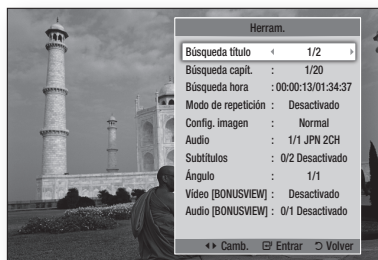 Herram.
Búsqueda título ◄ 1/2 ►
Búsqueda capít. : 1/20
Búsqueda hora : 00:00:13/01:34:37
Modo de repetición : Desactivado
Config. imagen : Normal
Audio : 1/1 JPN 2CH
Subtítulos : 0/2 Desactivado
Ángulo : 1/1
Vídeo [BONUSVIEW] : Desactivado
Audio [BONUSVIEW] : 0/1 Desactivado
◄► Camb. Entrar Volver